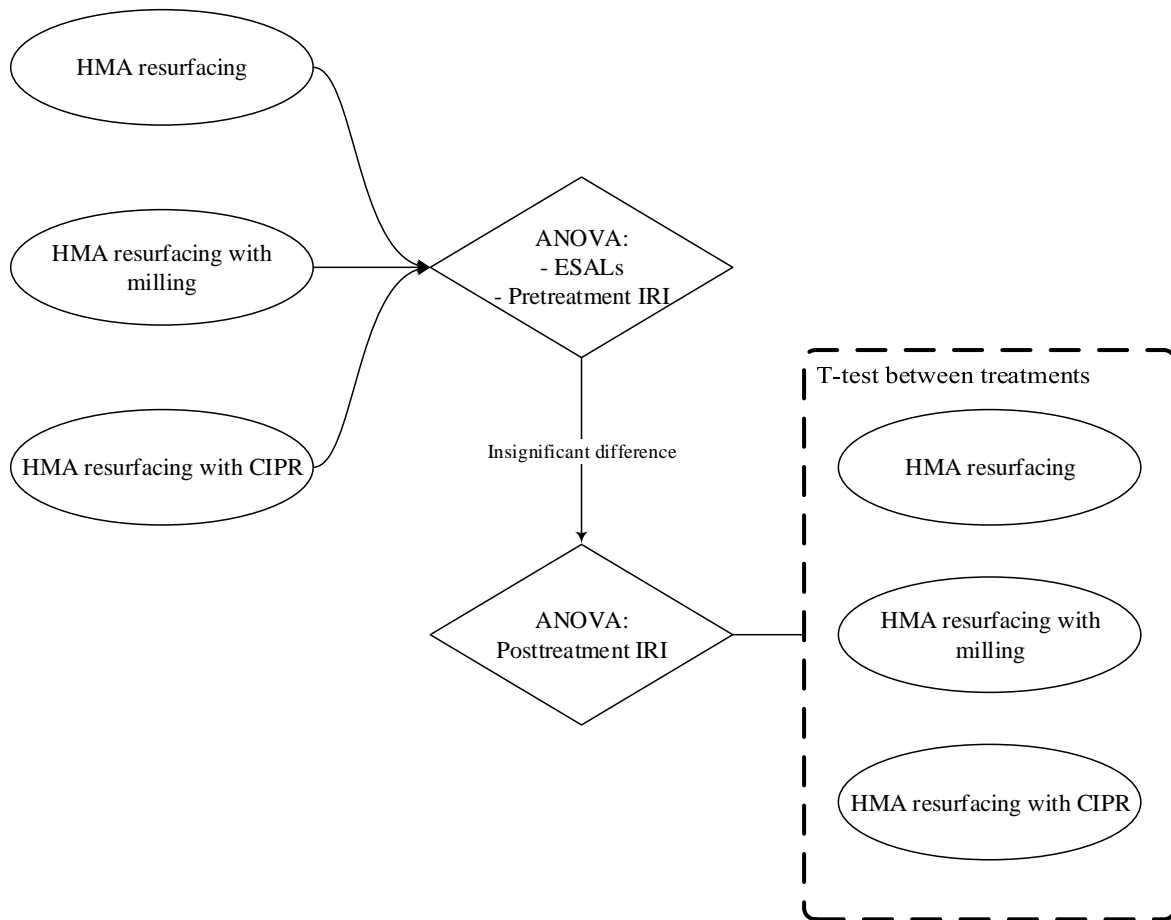 HMA resurfacing
HMA resurfacing with
milling
HMA resurfacing with CIPR
ANOVA:
- ESALs
- Pretreatment IRI
Insignificant difference
ANOVA:
Posttreatment IRI
T-test between treatments
HMA resurfacing
HMA resurfacing with
milling
HMA resurfacing with CIPR